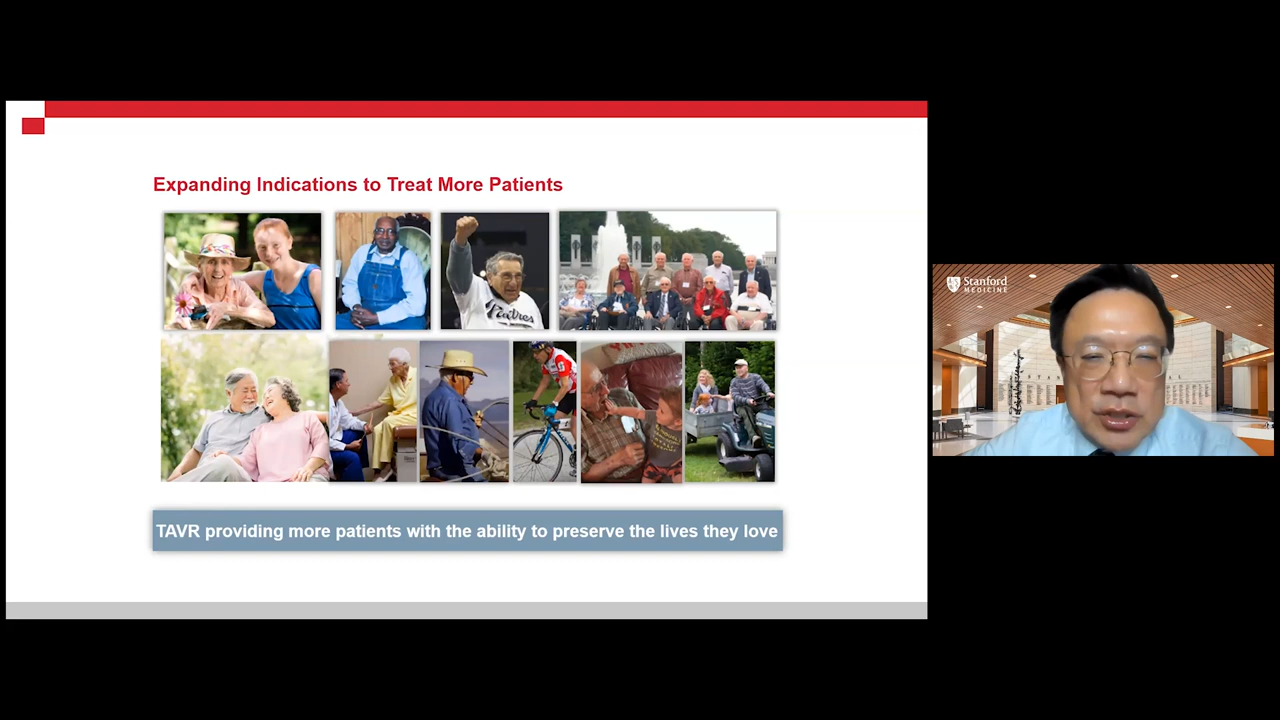 Expanding Indications to Treat More Patients
Padres
TAVR providing more patients with the ability to preserve the lives they love
Stanford
MEDICINE